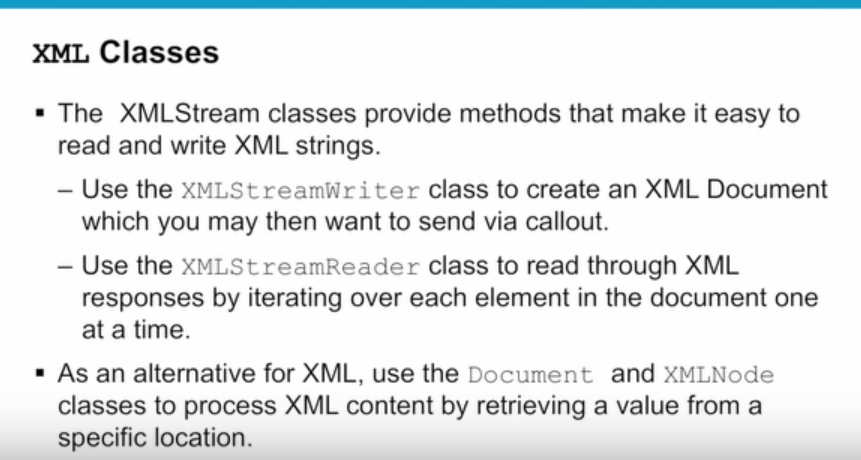 XML Classes
▪ The XMLStream classes provide methods that make it easy to
read and write XML strings.
– Use the XMLStreamWriter class to create an XML Document
which you may then want to send via callout.
– Use the XMLStreamReader class to read through XML
responses by iterating over each element in the document one
at a time.
▪ As an alternative for XML, use the Document and XMLNode
classes to process XML content by retrieving a value from a
specific location.